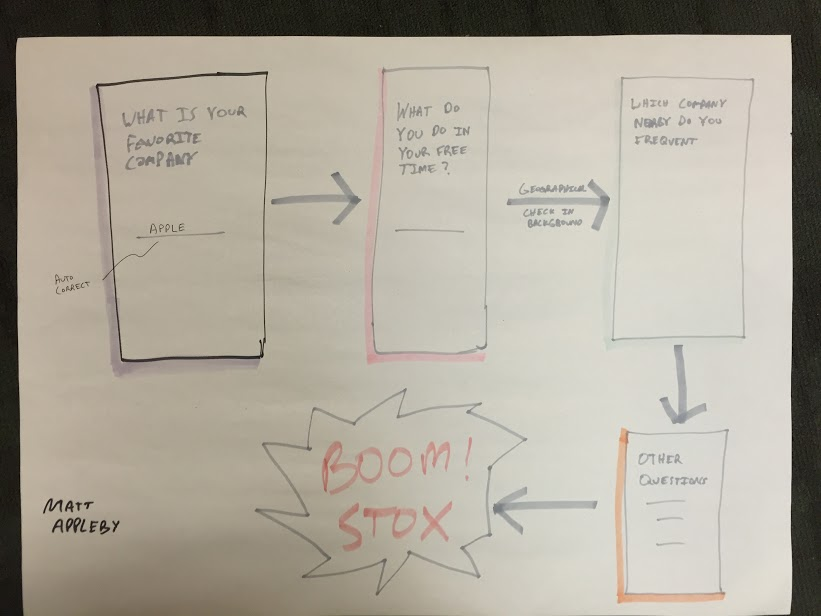 WHAT IS YOUR
FAVORITE
COMPANY
APPLE
AUTO
CORRECT
WHAT DO
YOU DO IN
YOUR FREE
TIME?
CHECK IN
BACKGROUND
WHICH COMPANY
NEARBY DO YOU
FREQUENT
OTHER
QUESTIONS
BOOM!
STOX
MATT
APPLEBY